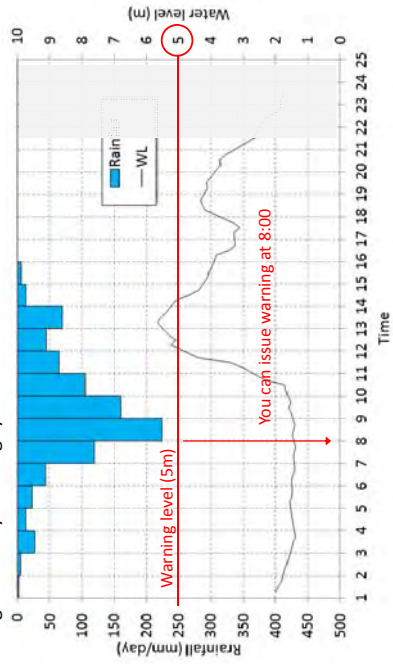 Water level (m)
10 9 8 7 6 5 4 3 2 1 0
Rain
WL
Warning level (5m)
You can issue warning at 8:00
0 50 100 150 200 250 300 350 400 450 500
Rrainfall(mm/day)
1 2 3 4 5 6 7 8 9 10 11 12 13 14 15 16 17 18 19 20 21 22 23 24 25
Time